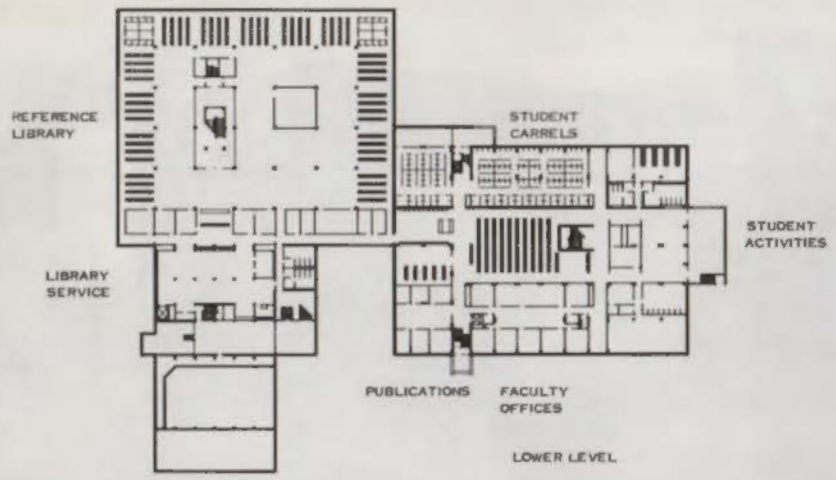 REFERENCE
LIBRARY
STUDENT
CARRELS
STUDENT
ACTIVITIES
LIBRARY
SERVICE
PUBLICATIONS
FACULTY
OFFICES
LOWER LEVEL